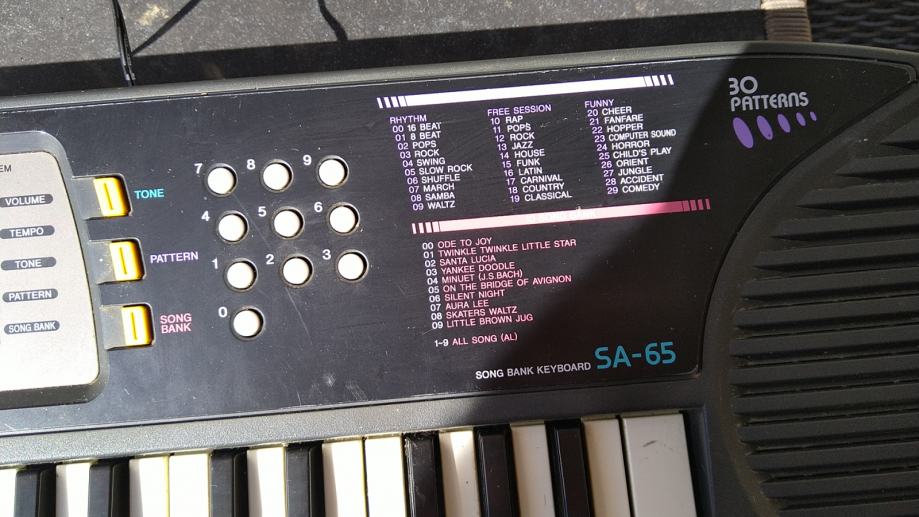 EM
VOLUME
TEMPO
TONE
PATTERN
SONG BANK
TONE
PATTERN
SONG
BANK
7 8 9
4 5 6
1 2 3
0
RHYTHM
00 16 BEAT
01 8 BEAT
02 POPS
03 ROCK
04 SWING
05 SLOW ROCK
06 SHUFFLE
07 MARCH
08 SAMBA
09 WALTZ
FREE SESSION
10 RAP
11 POPS
12 ROCK
13 JAZZ
14 HOUSE
15 FUNK
16 LATIN
17 CARNIVAL
18 COUNTRY
19 CLASSICAL
FUNNY
20 CHEER
21 FANFARE
22 HOPPER
23 COMPUTER SOUND
24 HORROR
25 CHILD'S PLAY
26 ORIENT
27 JUNGLE
28 ACCIDENT
29 COMEDY
30
PATTERNS
SONG BANK
00 ODE TO JOY
01 TWINKLE TWINKLE LITTLE STAR
02 SANTA LUCIA
03 YANKEE DOODLE
04 MINUET (J.S.BACH)
05 ON THE BRIDGE OF AVIGNON
06 SILENT NIGHT
07 AURA LEE
08 SKATERS WALTZ
09 LITTLE BROWN JUG
1~9 ALL SONG (AL)
SONG BANK KEYBOARD SA-65